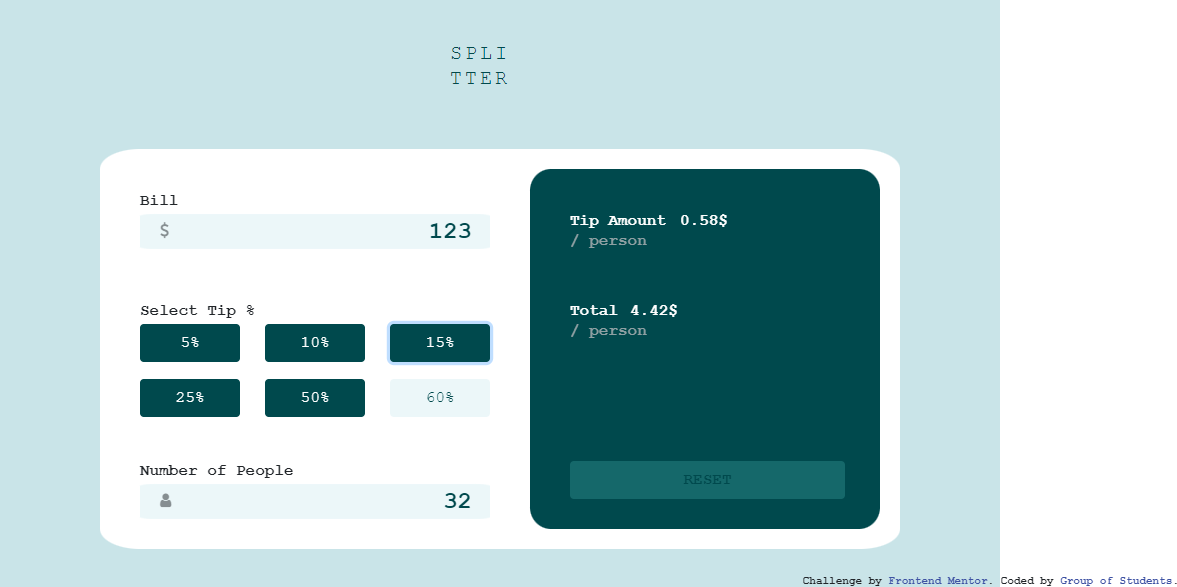 SPLI
TTER
Bill
$ 123
Select Tip %
5% 10% 15%
25% 50% 60%
Number of People
32
Tip Amount 0.58$
/ person
Total 4.42$
/ person
RESET
Challenge by Frontend Mentor. Coded by Group of Students.